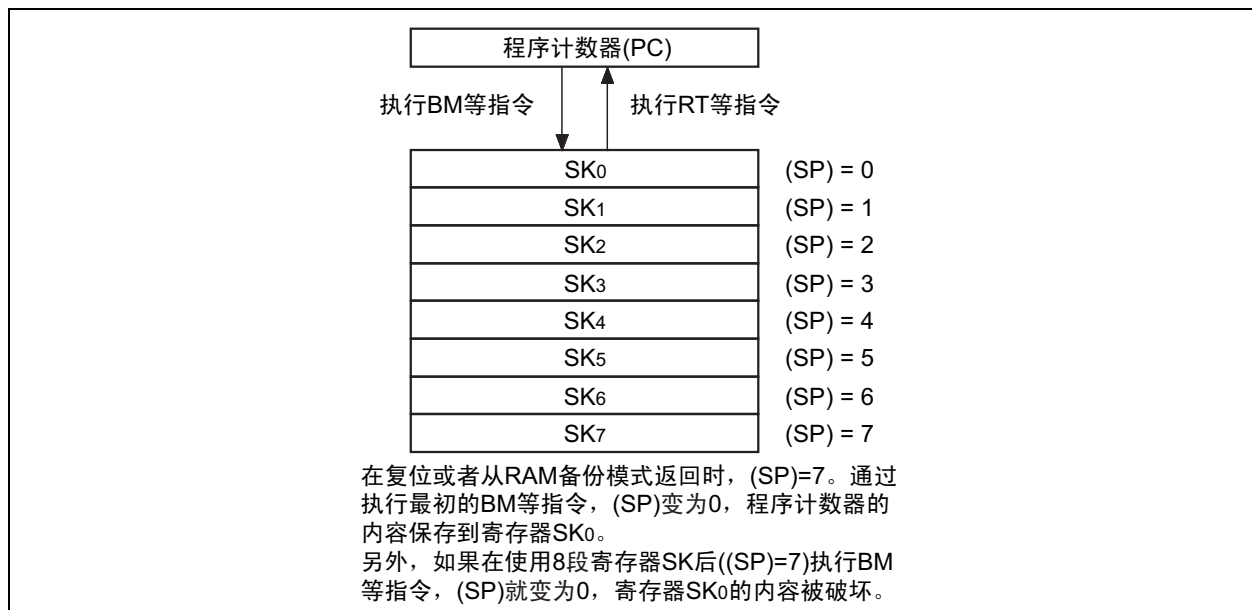 程序计数器(PC)
执行BM等指令 执行RT等指令
SK0 (SP) = 0
SK1 (SP) = 1
SK2 (SP) = 2
SK3 (SP) = 3
SK4 (SP) = 4
SK5 (SP) = 5
SK6 (SP) = 6
SK7 (SP) = 7
在复位或者从RAM备份模式返回时，(SP)=7。通过
执行最初的BM等指令，(SP)变为0，程序计数器的
内容保存到寄存器SK0。
另外，如果在使用8段寄存器SK后((SP)=7)执行BM
等指令，(SP)就变为0，寄存器SK0的内容被破坏。